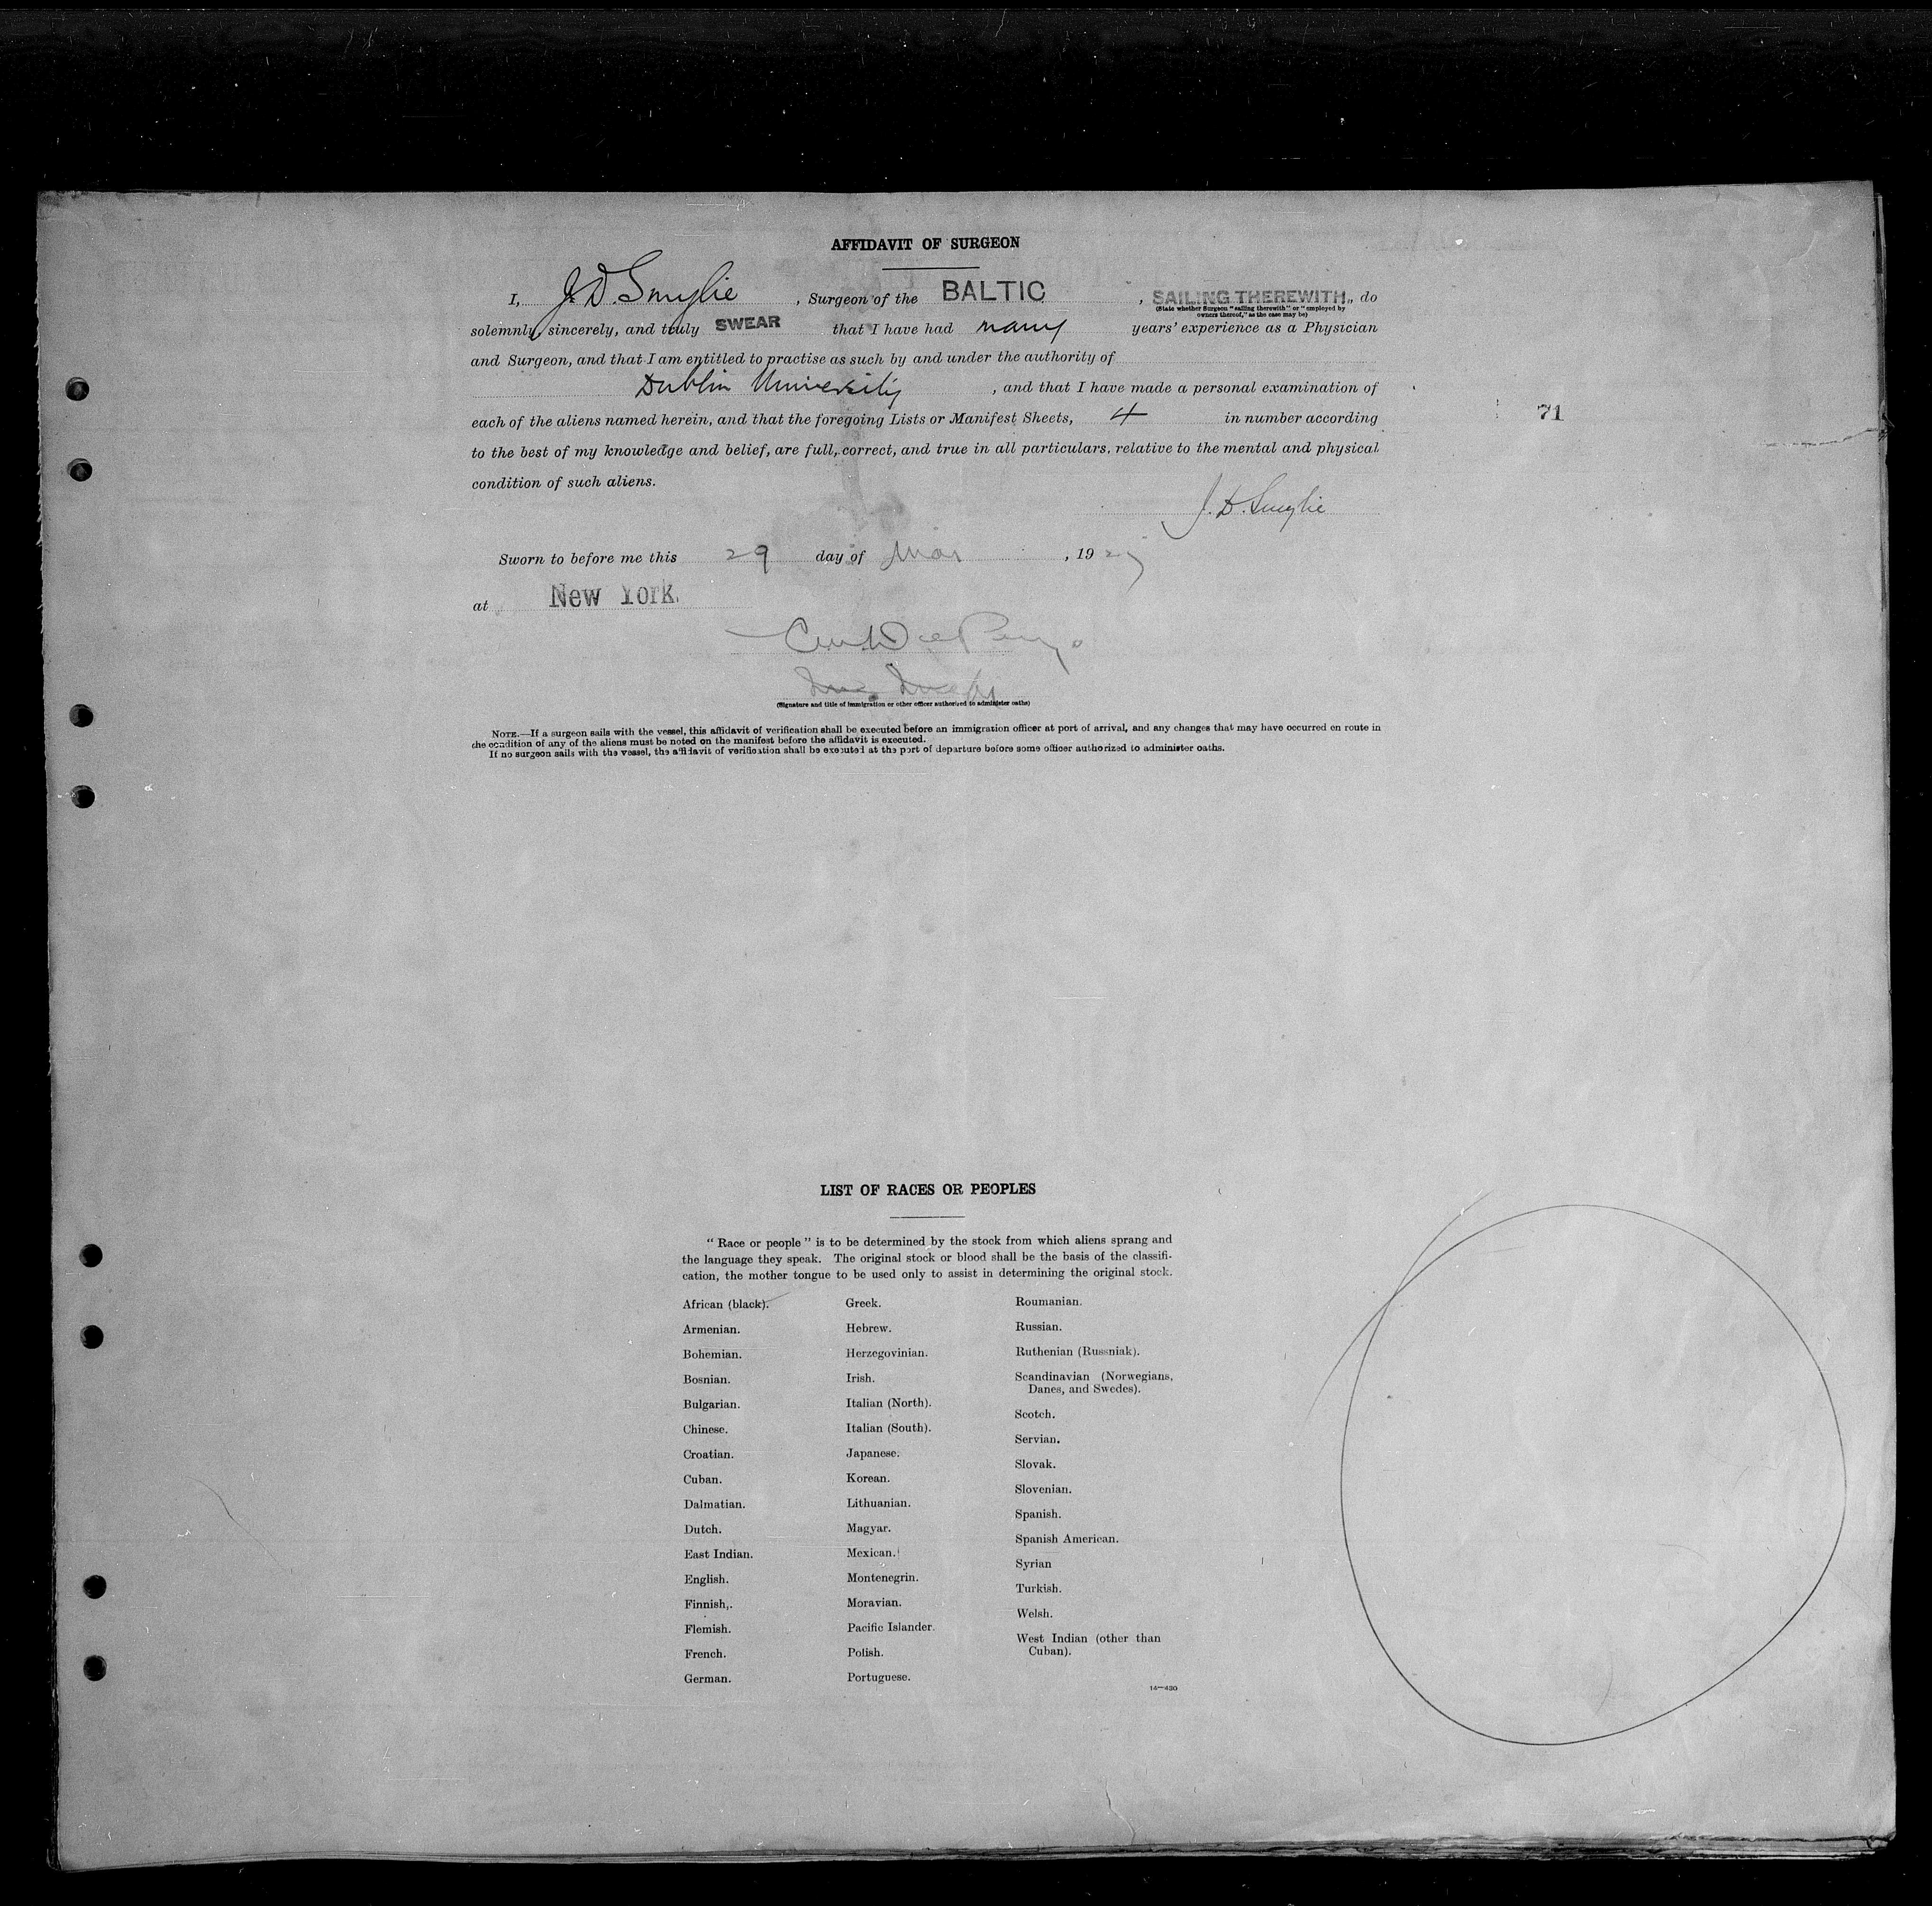 AFFIDAVIT OF SURGEON
I, J. D. Smylie, Surgeon of the BALTIC, SAILING THEREWITH, do
(State whether Surgeon "sailing therewith" or "employed by
owners thereof," as the case may be)
solemnly, sincerely, and truly SWEAR that I have had many years' experience as a Physician
and Surgeon, and that I am entitled to practise as such by and under the authority of
Dublin University, and that I have made a personal examination of
each of the aliens named herein, and that the foregoing Lists or Manifest Sheets, 4 in number according
71
to the best of my knowledge and belief, are full, correct, and true in all particulars, relative to the mental and physical
condition of such aliens.
J. D. Smylie
Sworn to before me this 29 day of Mar, 19
at New York.
(Signature and title of immigration or other officer authorized to administer oaths)
NOTE.—If a surgeon sails with the vessel, this affidavit of verification shall be executed before an immigration officer at port of arrival, and any changes that may have occurred en route in
the condition of any of the aliens must be noted on the manifest before the affidavit is executed.
If no surgeon sails with the vessel, the affidavit of verification shall be executed at the port of departure before some officer authorized to administer oaths.
LIST OF RACES OR PEOPLES
"Race or people" is to be determined by the stock from which aliens sprang and
the language they speak. The original stock or blood shall be the basis of the classifi-
cation, the mother tongue to be used only to assist in determining the original stock.
African (black).
Armenian.
Bohemian.
Bosnian.
Bulgarian.
Chinese.
Croatian.
Cuban.
Dalmatian.
Dutch.
East Indian.
English.
Finnish.
Flemish.
French.
German.
Greek.
Hebrew.
Herzegovinian.
Irish.
Italian (North).
Italian (South).
Japanese.
Korean.
Lithuanian.
Magyar.
Mexican.
Montenegrin.
Moravian.
Pacific Islander.
Polish.
Portuguese.
Roumanian.
Russian.
Ruthenian (Russniak).
Scandinavian (Norwegians,
Danes, and Swedes).
Scotch.
Servian.
Slovak.
Slovenian.
Spanish.
Spanish American.
Syrian
Turkish.
Welsh.
West Indian (other than
Cuban).
14—430